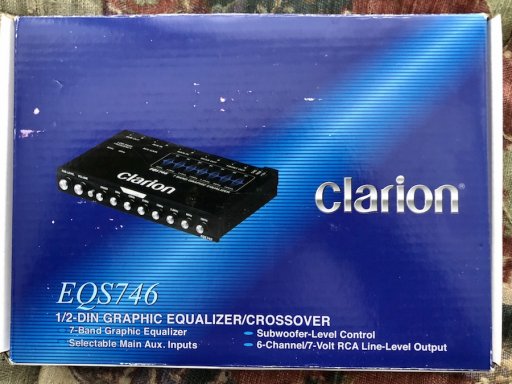 clarion
clarion®
EQS746
1/2-DIN GRAPHIC EQUALIZER/CROSSOVER
7-Band Graphic Equalizer
Selectable Main Aux. Inputs
Subwoofer-Level Control
6-Channel/7-Volt RCA Line-Level Output